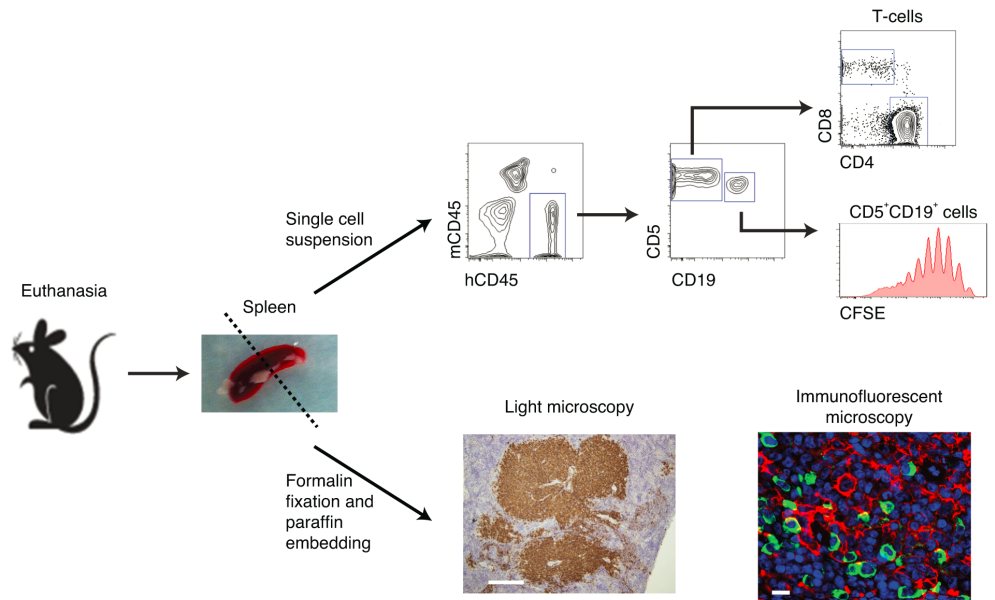 T-cells
CD8
CD4
mCD45
hCD45
CD5
CD19
CD5⁺CD19⁺ cells
CFSE
Single cell
suspension
Euthanasia
Spleen
Light microscopy
Immunofluorescent
microscopy
Formalin
fixation and
paraffin
embedding